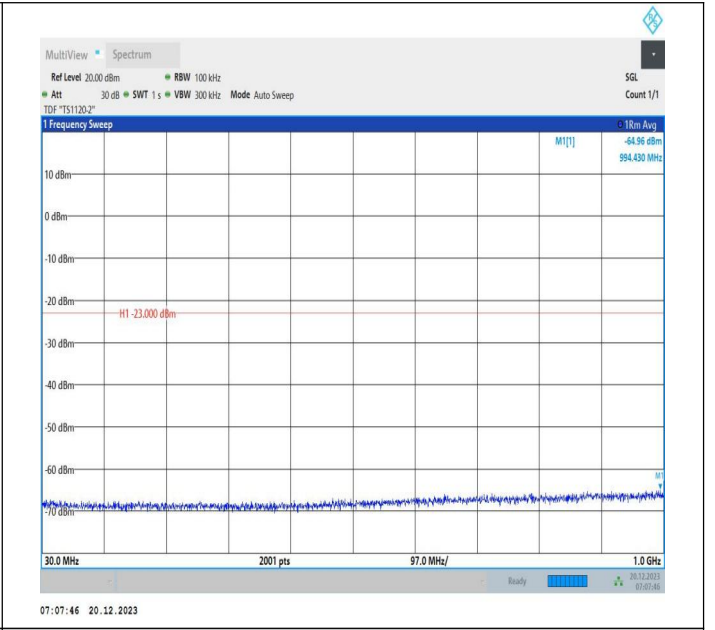 R S
MultiView Spectrum
Ref Level 20.00 dBm RBW 100 kHz SGL
Att 30 dB SWT 1 s VBW 300 kHz Mode Auto Sweep Count 1/1
TDF "TS1120-2"
1 Frequency Sweep 1Rm Avg
M1[1] -64.96 dBm
994.430 MHz
10 dBm
0 dBm
-10 dBm
-20 dBm
H1 -23.000 dBm
-30 dBm
-40 dBm
-50 dBm
-60 dBm
M1
-70 dBm
30.0 MHz 2001 pts 97.0 MHz/ 1.0 GHz
Ready 20.12.2023
07:07:46
07:07:46 20.12.2023